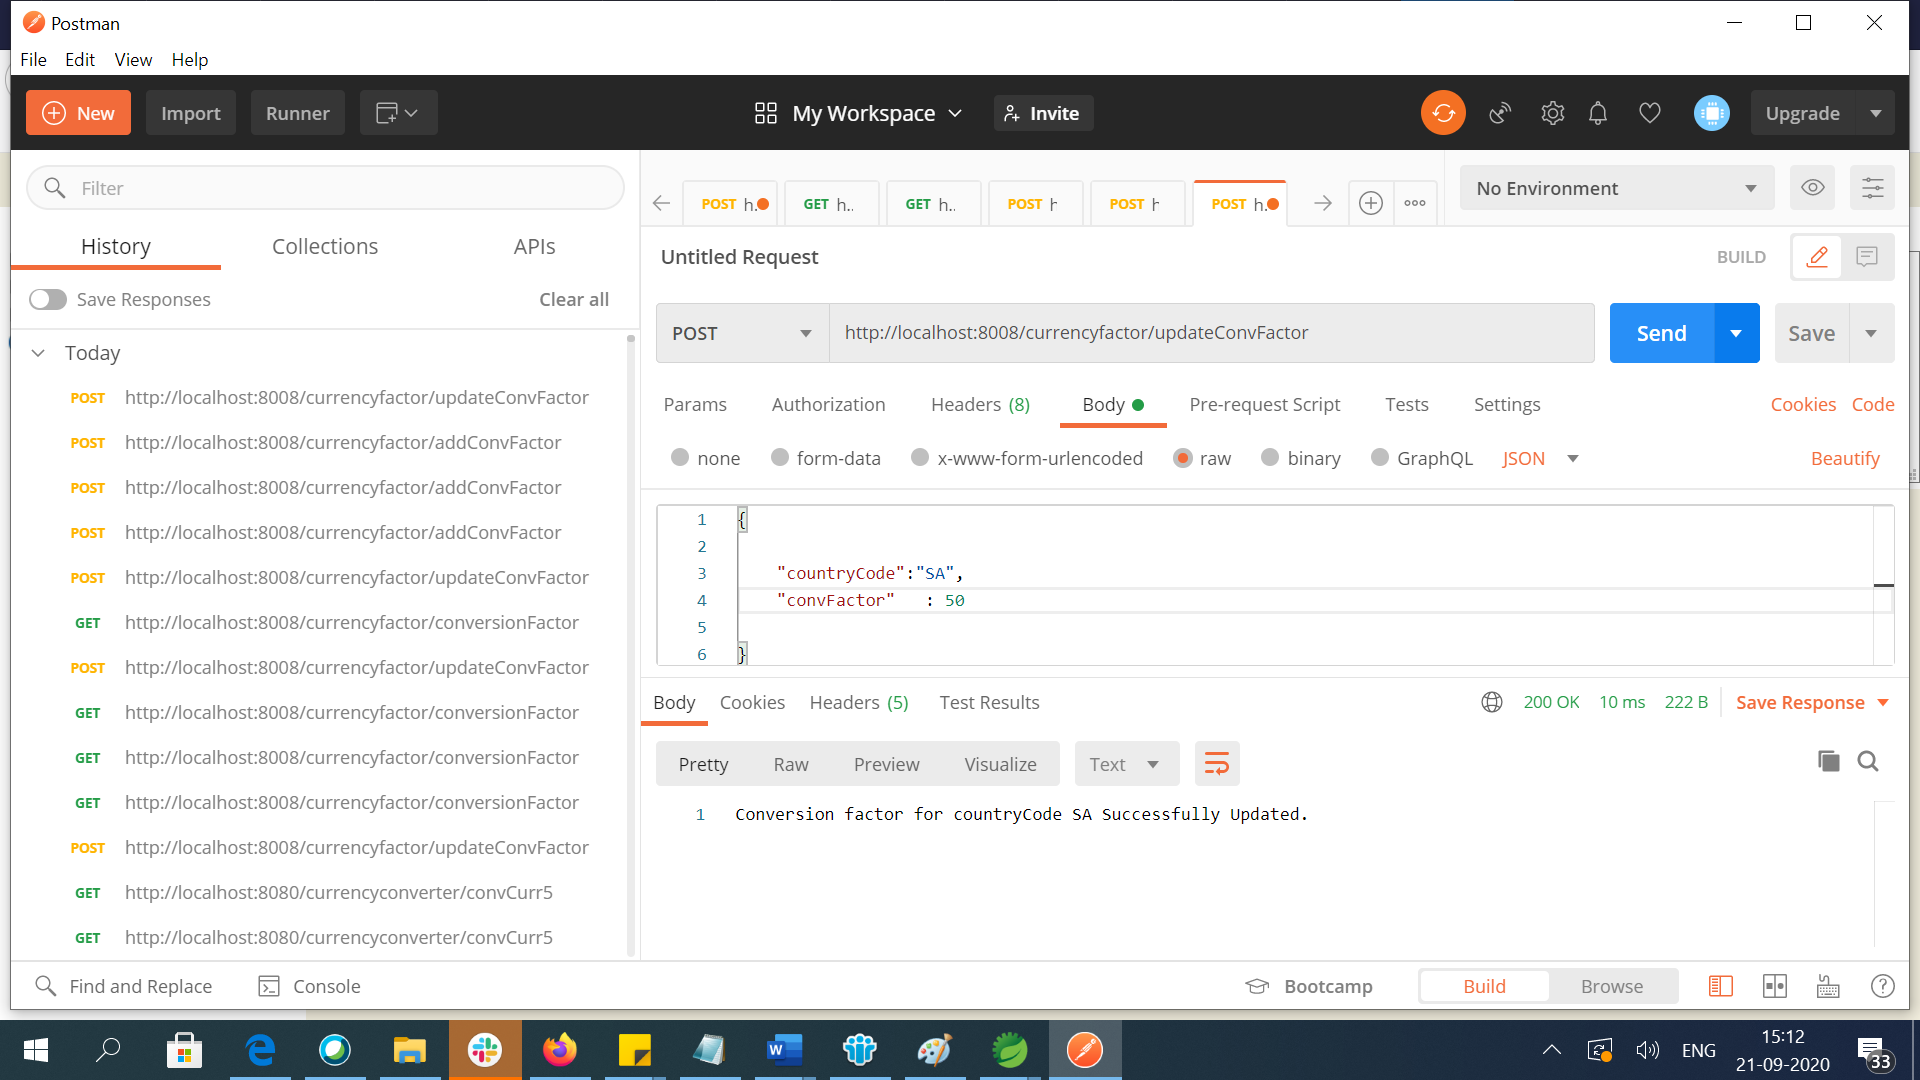 Postman
File Edit View Help
New Import Runner My Workspace Invite Upgrade
Filter
History Collections APIs
Save Responses Clear all
Today
POST http://localhost:8008/currencyfactor/updateConvFactor
POST http://localhost:8008/currencyfactor/addConvFactor
POST http://localhost:8008/currencyfactor/addConvFactor
POST http://localhost:8008/currencyfactor/addConvFactor
POST http://localhost:8008/currencyfactor/updateConvFactor
GET http://localhost:8008/currencyfactor/conversionFactor
POST http://localhost:8008/currencyfactor/updateConvFactor
GET http://localhost:8008/currencyfactor/conversionFactor
GET http://localhost:8008/currencyfactor/conversionFactor
GET http://localhost:8008/currencyfactor/conversionFactor
POST http://localhost:8008/currencyfactor/updateConvFactor
GET http://localhost:8080/currencyconverter/convCurr5
GET http://localhost:8080/currencyconverter/convCurr5
POST h. GET h.. GET h.. POST h POST h POST h. No Environment
Untitled Request BUILD
POST http://localhost:8008/currencyfactor/updateConvFactor Send Save
Params Authorization Headers (8) Body Pre-request Script Tests Settings Cookies Code
none form-data x-www-form-urlencoded raw binary GraphQL JSON Beautify
1 {
2
3 "countryCode":"SA",
4 "convFactor" : 50
5
6 }
Body Cookies Headers (5) Test Results 200 OK 10 ms 222 B Save Response
Pretty Raw Preview Visualize Text
1 Conversion factor for countryCode SA Successfully Updated.
Find and Replace Console Bootcamp Build Browse
ENG 15:12
21-09-2020 33